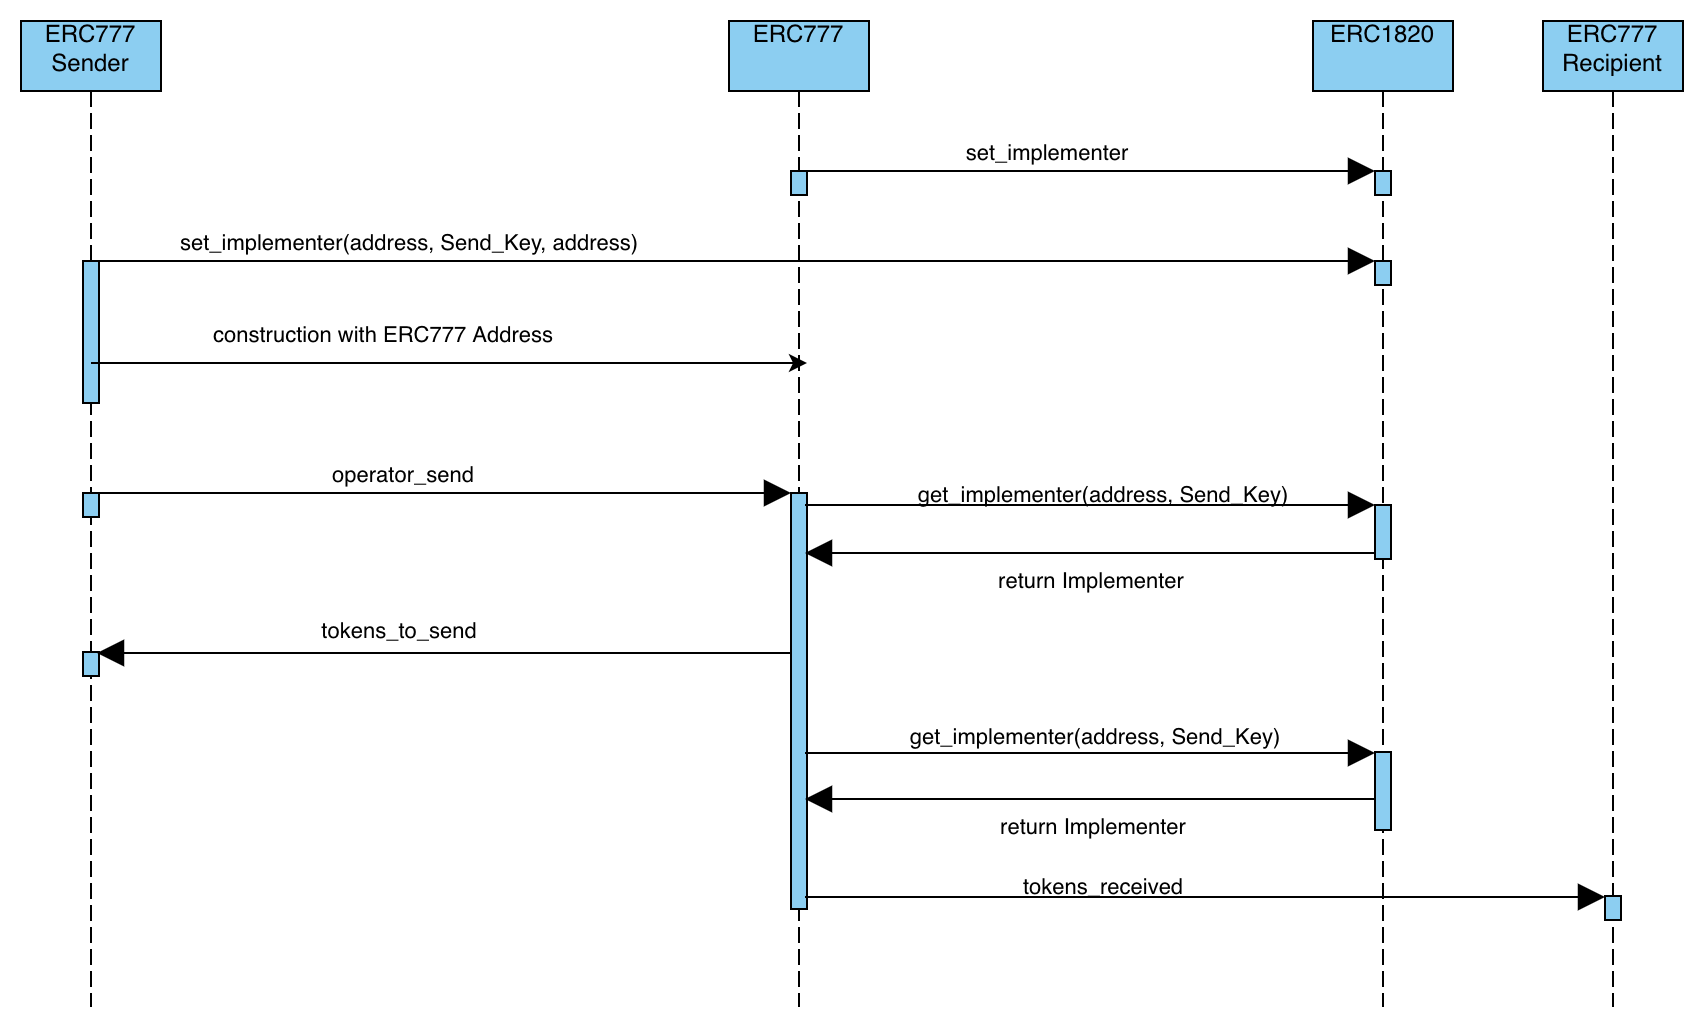 ERC777
Sender
ERC777
ERC1820
ERC777
Recipient
set_implementer
set_implementer(address, Send_Key, address)
construction with ERC777 Address
operator_send
get_implementer(address, Send_Key)
return Implementer
tokens_to_send
get_implementer(address, Send_Key)
return Implementer
tokens_received